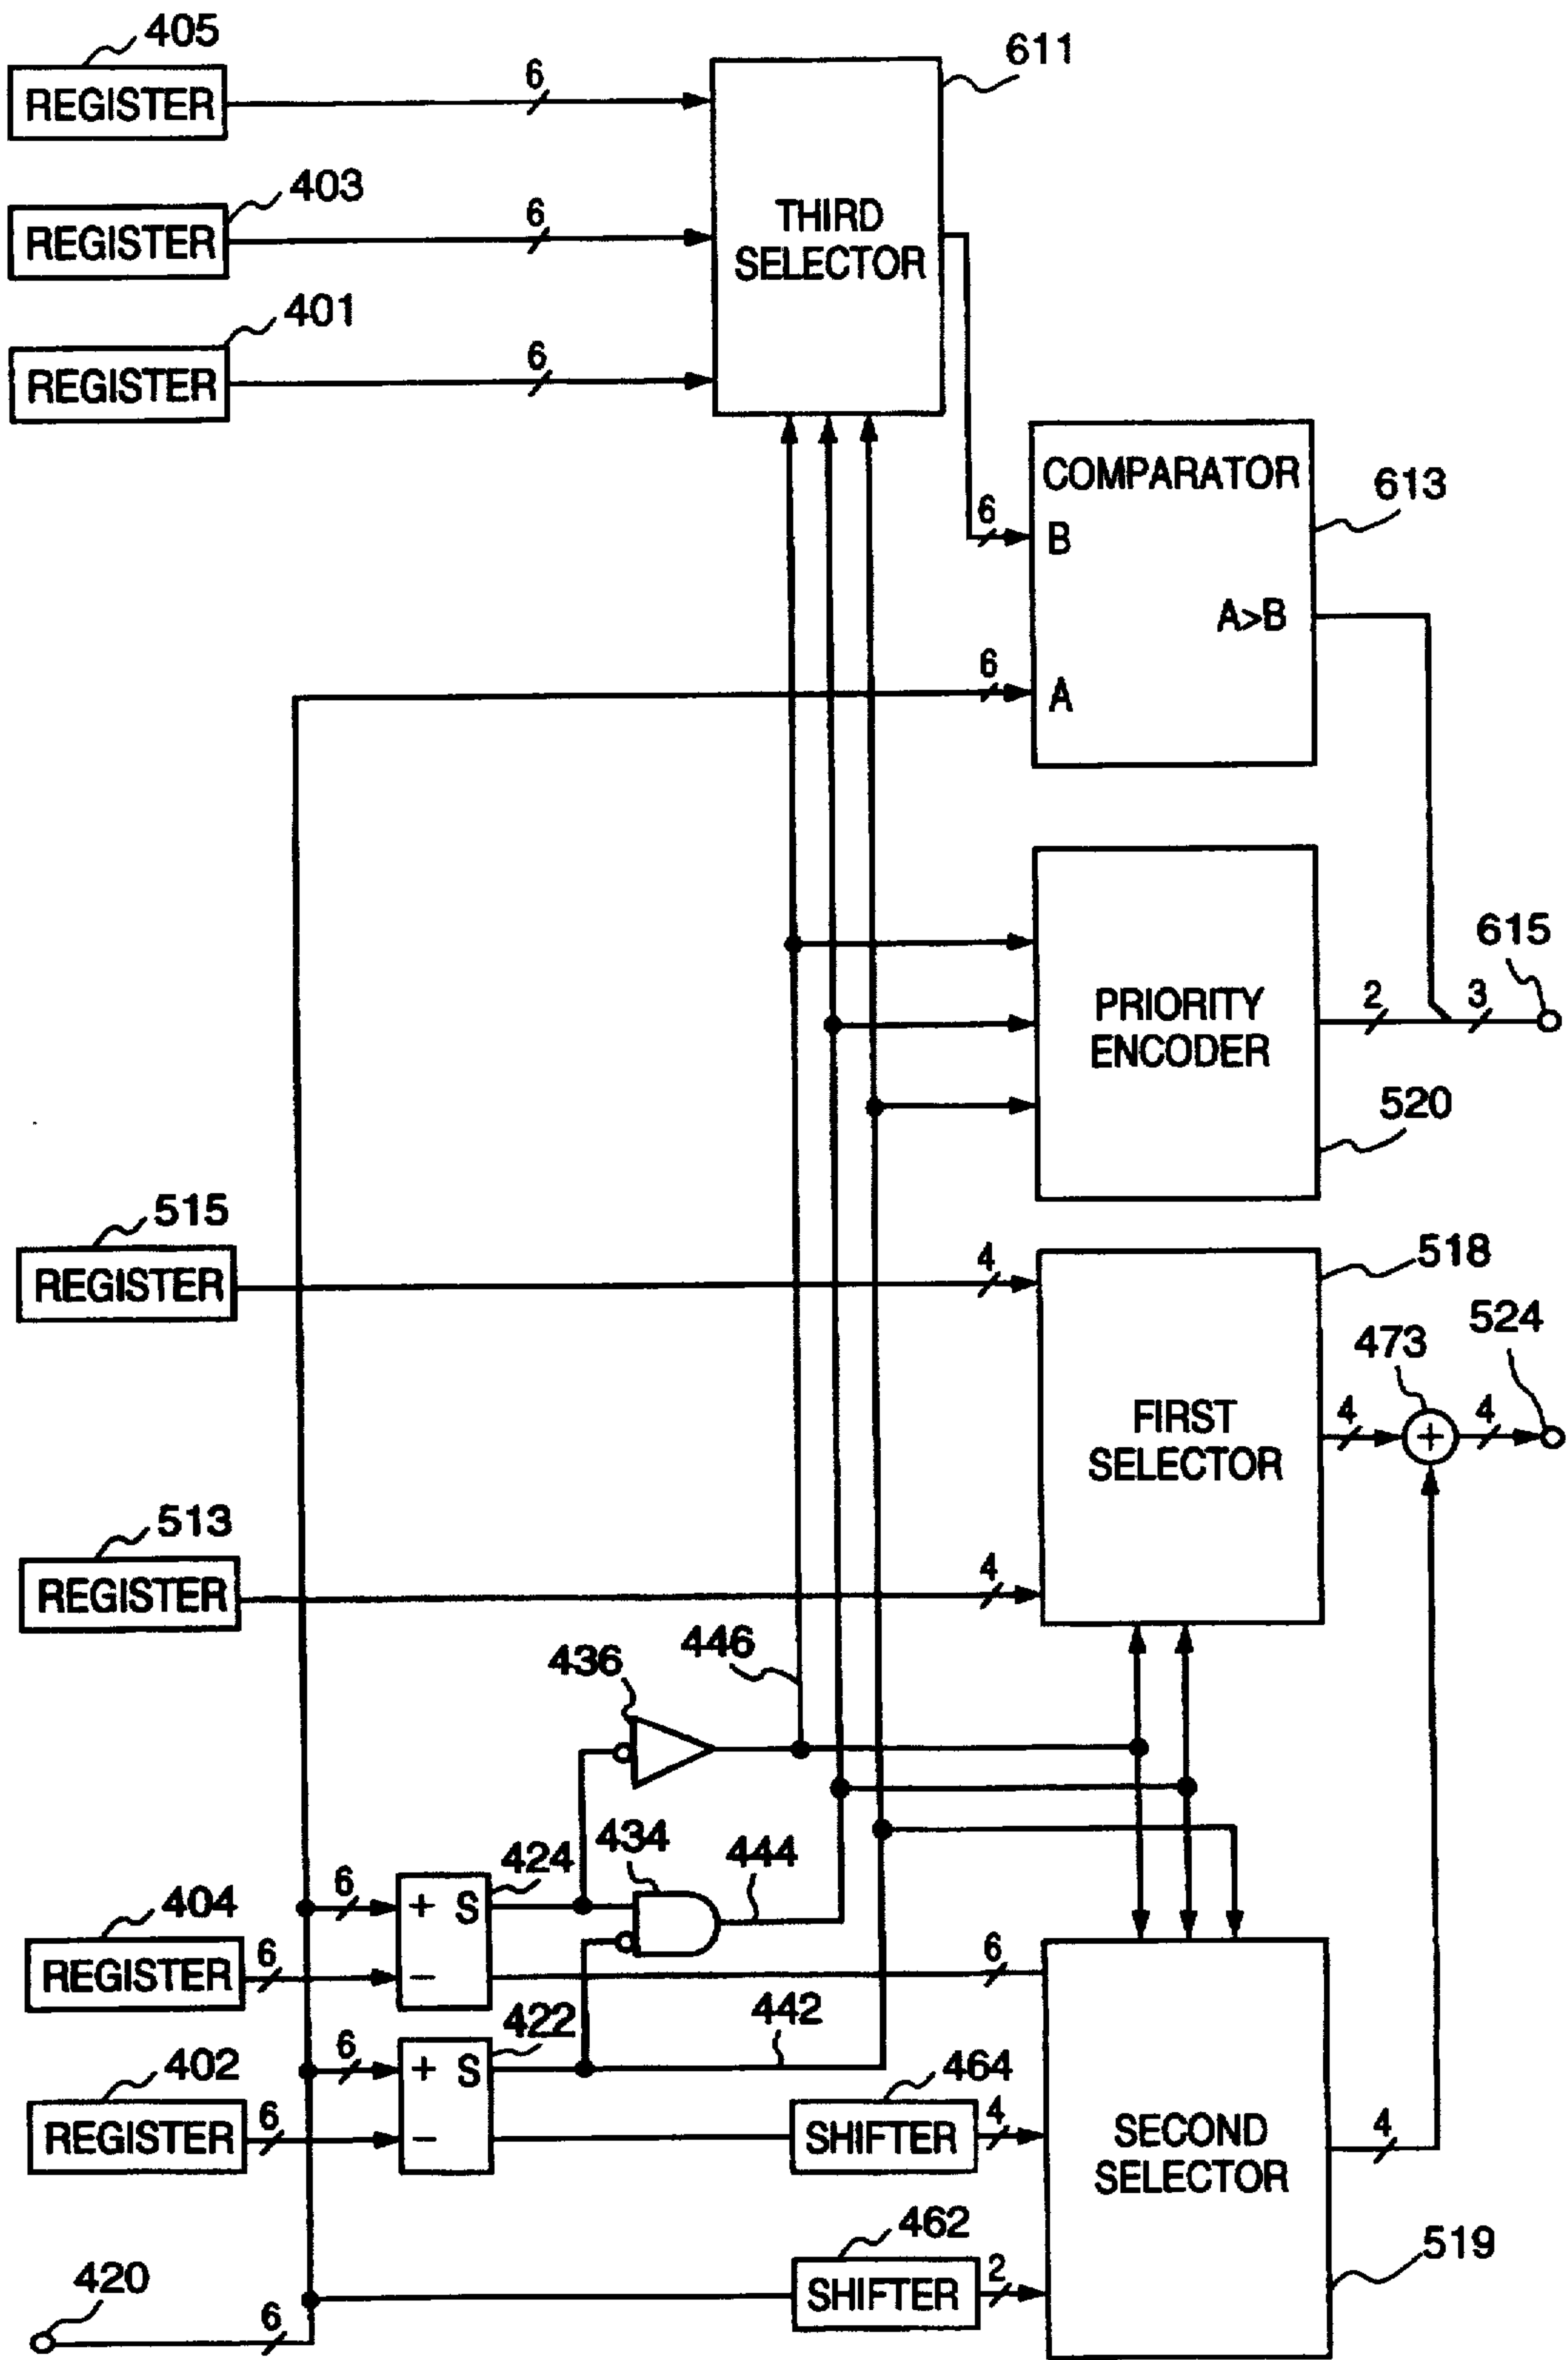 405
REGISTER
6
611
403
REGISTER
6
THIRD
SELECTOR
401
REGISTER
6
COMPARATOR
613
6
B
A>B
6
A
615
PRIORITY
ENCODER
2
3
520
515
REGISTER
4
518
524
473
FIRST
SELECTOR
4
+
4
513
REGISTER
4
446
436
434
444
424
6
+
S
404
REGISTER
6
−
6
442
422
6
+
S
464
402
REGISTER
6
−
SHIFTER
4
SECOND
SELECTOR
4
462
SHIFTER
2
519
420
6